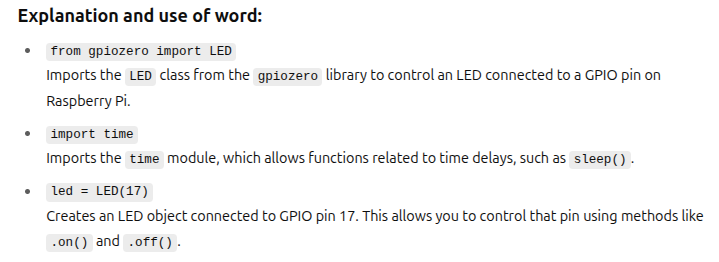 Explanation and use of word:
from gpiozero import LED
Imports the LED class from the gpiozero library to control an LED connected to a GPIO pin on
Raspberry Pi.
import time
Imports the time module, which allows functions related to time delays, such as sleep().
led = LED(17)
Creates an LED object connected to GPIO pin 17. This allows you to control that pin using methods like
.on() and .off().